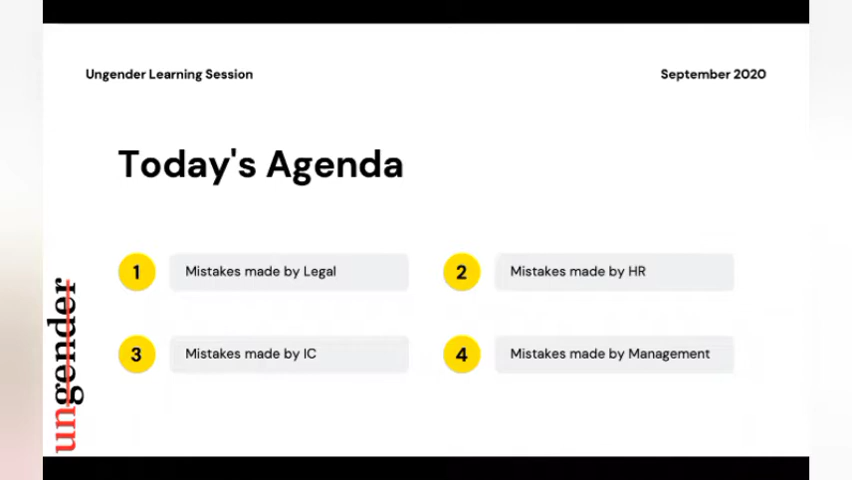 Ungender Learning Session
September 2020
Today's Agenda
1 Mistakes made by Legal
2 Mistakes made by HR
3 Mistakes made by IC
4 Mistakes made by Management
ungender